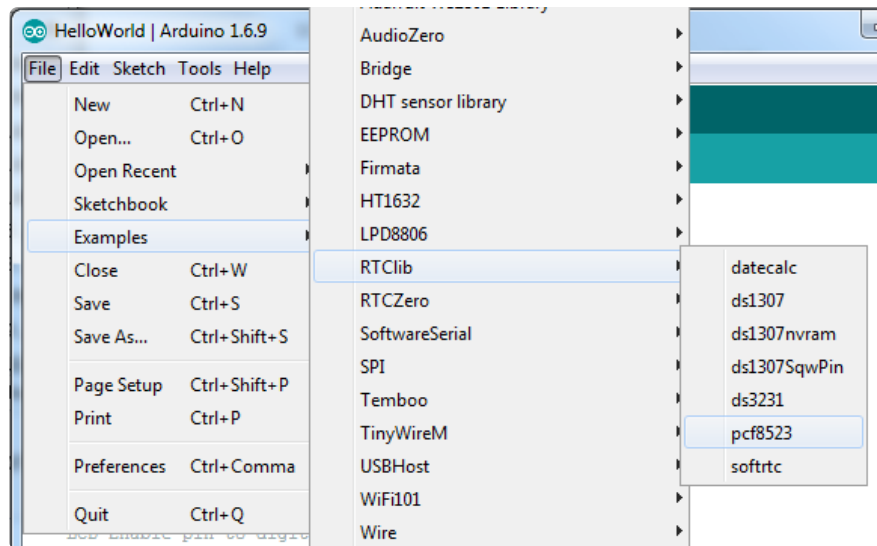 HelloWorld | Arduino 1.6.9
File Edit Sketch Tools Help
New Ctrl+N
Open... Ctrl+O
Open Recent
Sketchbook
Examples
Close Ctrl+W
Save Ctrl+S
Save As... Ctrl+Shift+S
Page Setup Ctrl+Shift+P
Print Ctrl+P
Preferences Ctrl+Comma
Quit Ctrl+Q
AudioZero
Bridge
DHT sensor library
EEPROM
Firmata
HT1632
LPD8806
RTClib
RTCZero
SoftwareSerial
SPI
Temboo
TinyWireM
USBHost
WiFi101
Wire
datecalc
ds1307
ds1307nvram
ds1307SqwPin
ds3231
pcf8523
softrtc